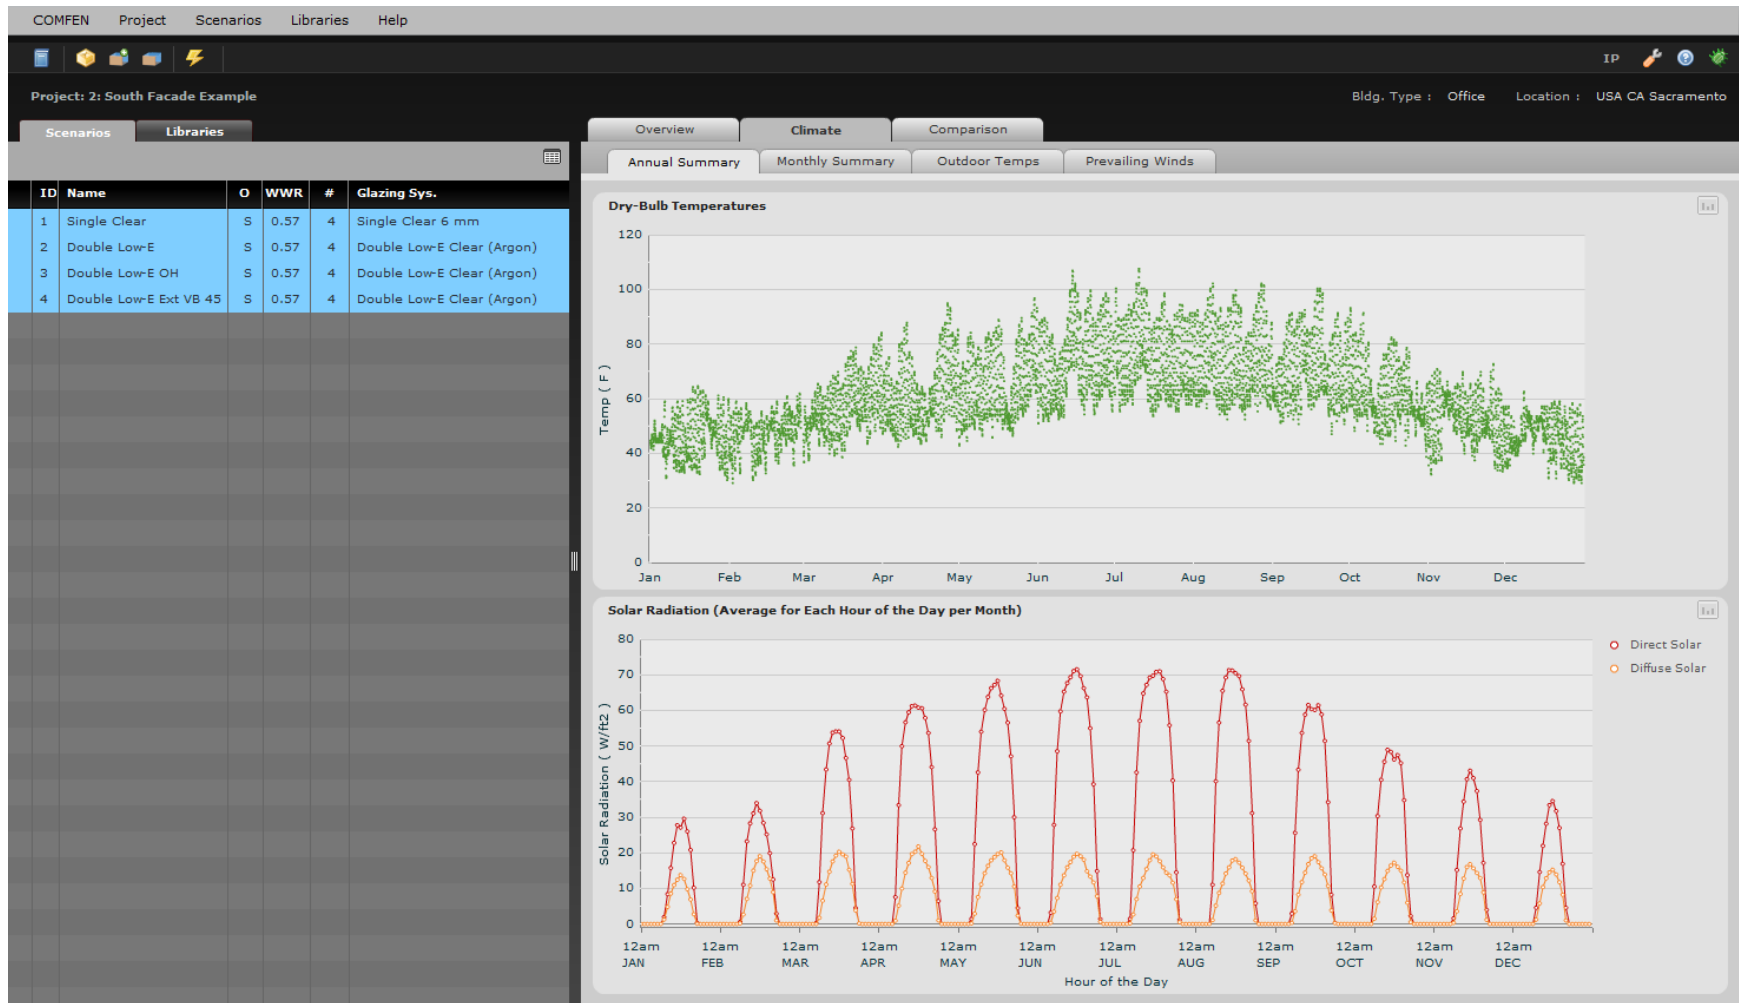 COMFEN Project Scenarios Libraries Help
IP
Project: 2: South Facade Example
Bldg. Type : Office Location : USA CA Sacramento
Scenarios Libraries
Overview Climate Comparison
Annual Summary Monthly Summary Outdoor Temps Prevailing Winds
ID Name O WWR # Glazing Sys.
1 Single Clear S 0.57 4 Single Clear 6 mm
2 Double Low-E S 0.57 4 Double Low-E Clear (Argon)
3 Double Low-E OH S 0.57 4 Double Low-E Clear (Argon)
4 Double Low-E Ext VB 45 S 0.57 4 Double Low-E Clear (Argon)
Dry-Bulb Temperatures
120
100
80
60
40
20
0
Temp ( F )
Jan Feb Mar Apr May Jun Jul Aug Sep Oct Nov Dec
Solar Radiation (Average for Each Hour of the Day per Month)
80
70
60
50
40
30
20
10
0
Solar Radiation ( W/ft2 )
Direct Solar
Diffuse Solar
12am 12am 12am 12am 12am 12am 12am 12am 12am 12am 12am 12am
JAN FEB MAR APR MAY JUN JUL AUG SEP OCT NOV DEC
Hour of the Day